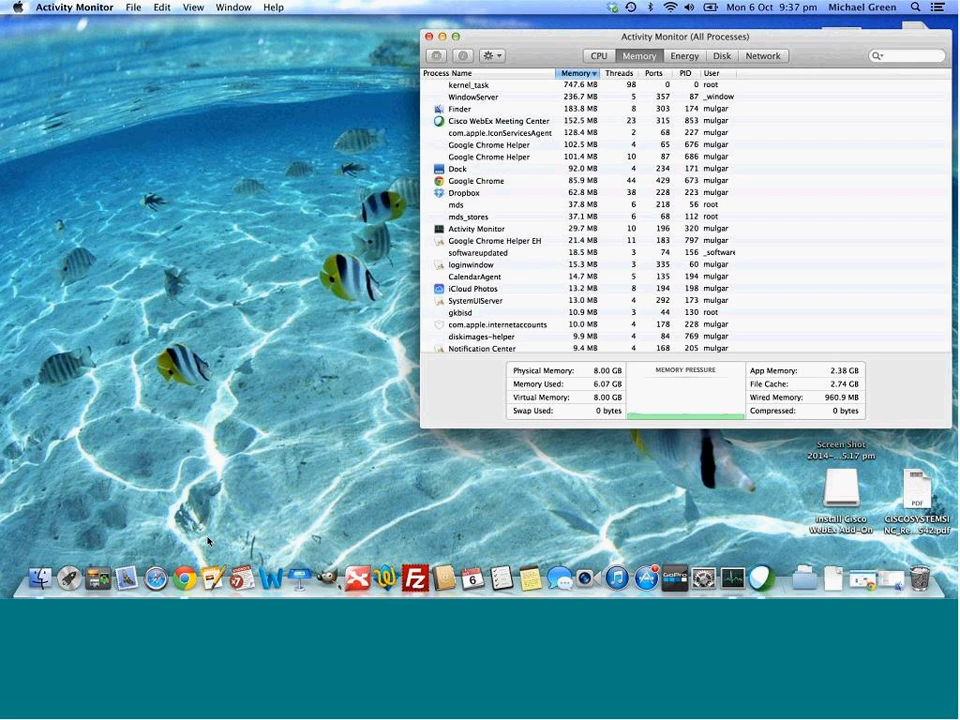 Activity Monitor File Edit View Window Help Mon 6 Oct 9:37 pm Michael Green
Activity Monitor (All Processes)
CPU Memory Energy Disk Network
Process Name Memory Threads Ports PID User
kernel_task 747.6 MB 98 0 0 root
WindowServer 236.7 MB 5 357 87 _window
Finder 183.8 MB 8 303 174 mulgar
Cisco WebEx Meeting Center 152.5 MB 23 315 853 mulgar
com.apple.IconServicesAgent 128.4 MB 2 68 227 mulgar
Google Chrome Helper 102.5 MB 4 65 676 mulgar
Google Chrome Helper 101.4 MB 10 87 686 mulgar
Dock 92.0 MB 4 234 171 mulgar
Google Chrome 85.9 MB 44 429 673 mulgar
Dropbox 62.8 MB 38 228 223 mulgar
mds 37.8 MB 6 218 56 root
mds_stores 37.1 MB 6 68 112 root
Activity Monitor 29.7 MB 10 196 320 mulgar
Google Chrome Helper EH 21.4 MB 11 183 797 mulgar
softwareupdated 18.5 MB 3 74 156 _software
loginwindow 15.3 MB 3 335 60 mulgar
CalendarAgent 14.7 MB 5 135 194 mulgar
iCloud Photos 13.2 MB 8 194 198 mulgar
SystemUIServer 13.0 MB 4 292 173 mulgar
gkbisd 10.9 MB 3 44 130 root
com.apple.internetaccounts 10.0 MB 4 178 228 mulgar
diskimages-helper 9.9 MB 4 84 769 mulgar
Notification Center 9.4 MB 4 168 205 mulgar
Physical Memory: 8.00 GB MEMORY PRESSURE App Memory: 2.38 GB
Memory Used: 6.07 GB File Cache: 2.74 GB
Virtual Memory: 8.00 GB Wired Memory: 960.9 MB
Swap Used: 0 bytes Compressed: 0 bytes
Screen Shot
2014-...5.17 pm
PDF
Install Cisco
WebEx Add-On
CISCOSYSTEMSI
NC_Re...S42.pdf
Fz
6
GoPro